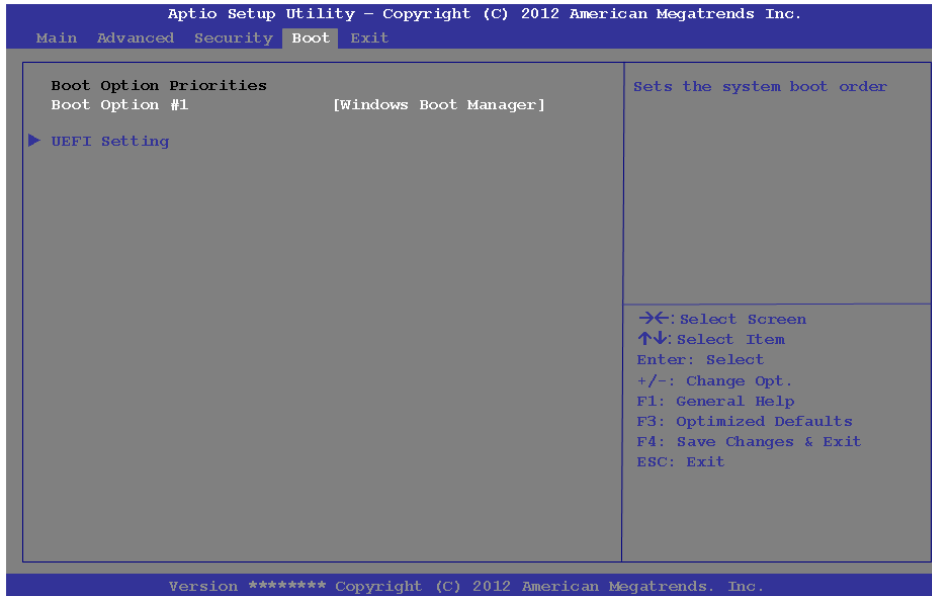 Aptio Setup Utility – Copyright (C) 2012 American Megatrends Inc.
Main Advanced Security Boot Exit
Boot Option Priorities
Boot Option #1 [Windows Boot Manager]
▶ UEFI Setting
Sets the system boot order
→←: Select Screen
↑↓: Select Item
Enter: Select
+/-: Change Opt.
F1: General Help
F3: Optimized Defaults
F4: Save Changes & Exit
ESC: Exit
Version ******** Copyright (C) 2012 American Megatrends. Inc.